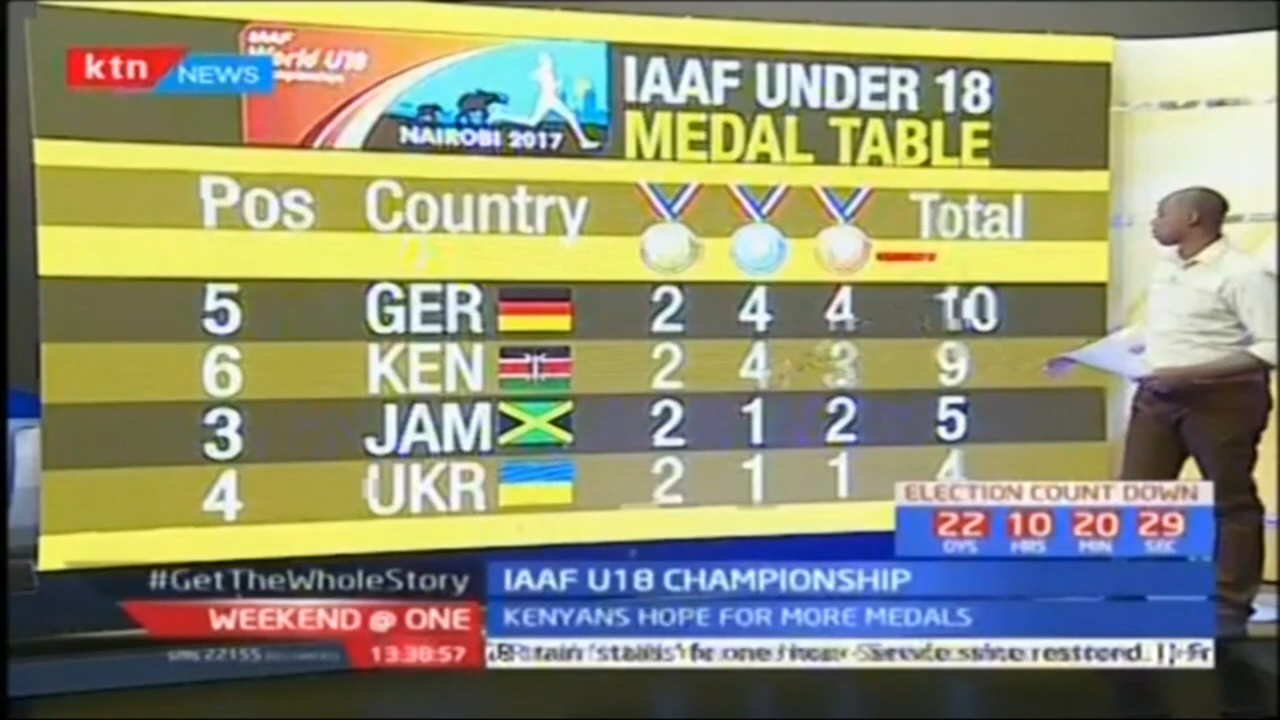 ktn NEWS
IAAF
World U18
NAIROBI 2017
IAAF UNDER 18
MEDAL TABLE
Pos Country Total
5 GER 2 4 4 10
6 KEN 2 4 3 9
3 JAM 2 1 2 5
4 UKR 2 1 1 4
ELECTION COUNT DOWN
22 10 20 29
DYS HRS MIN SEC
#GetTheWholeStory
IAAF U18 CHAMPIONSHIP
WEEKEND @ ONE
KENYANS HOPE FOR MORE MEDALS
sms 22155
13:38:57